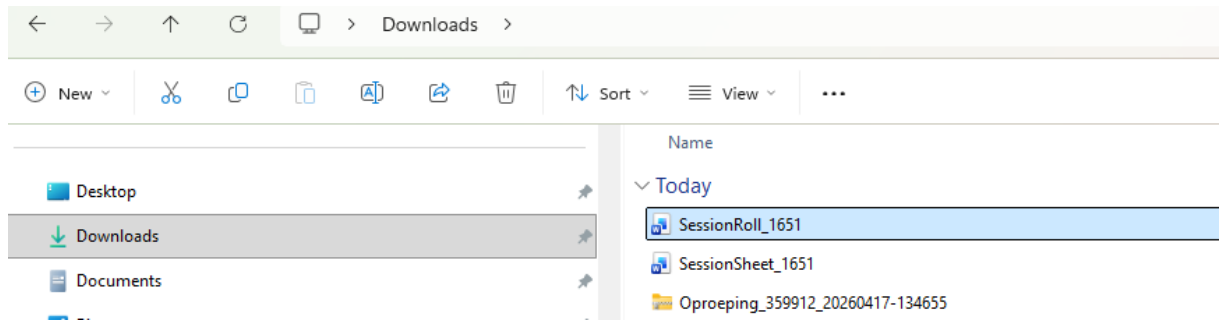 Downloads
New
Sort
View
Name
Desktop
Today
Downloads
SessionRoll_1651
SessionSheet_1651
Documents
Oproeping_359912_20260417-134655